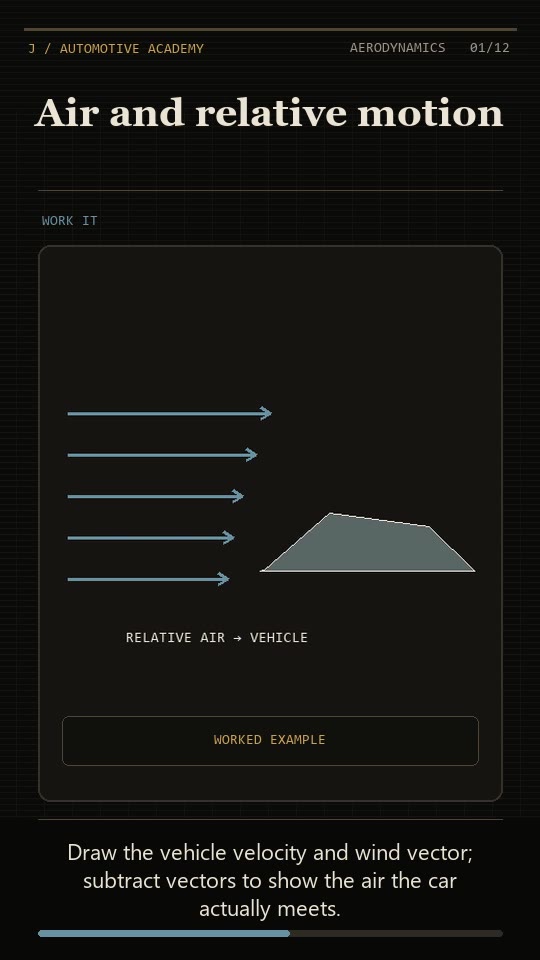 J / AUTOMOTIVE ACADEMY
AERODYNAMICS 01/12
Air and relative motion
WORK IT
RELATIVE AIR → VEHICLE
WORKED EXAMPLE
Draw the vehicle velocity and wind vector;
subtract vectors to show the air the car
actually meets.